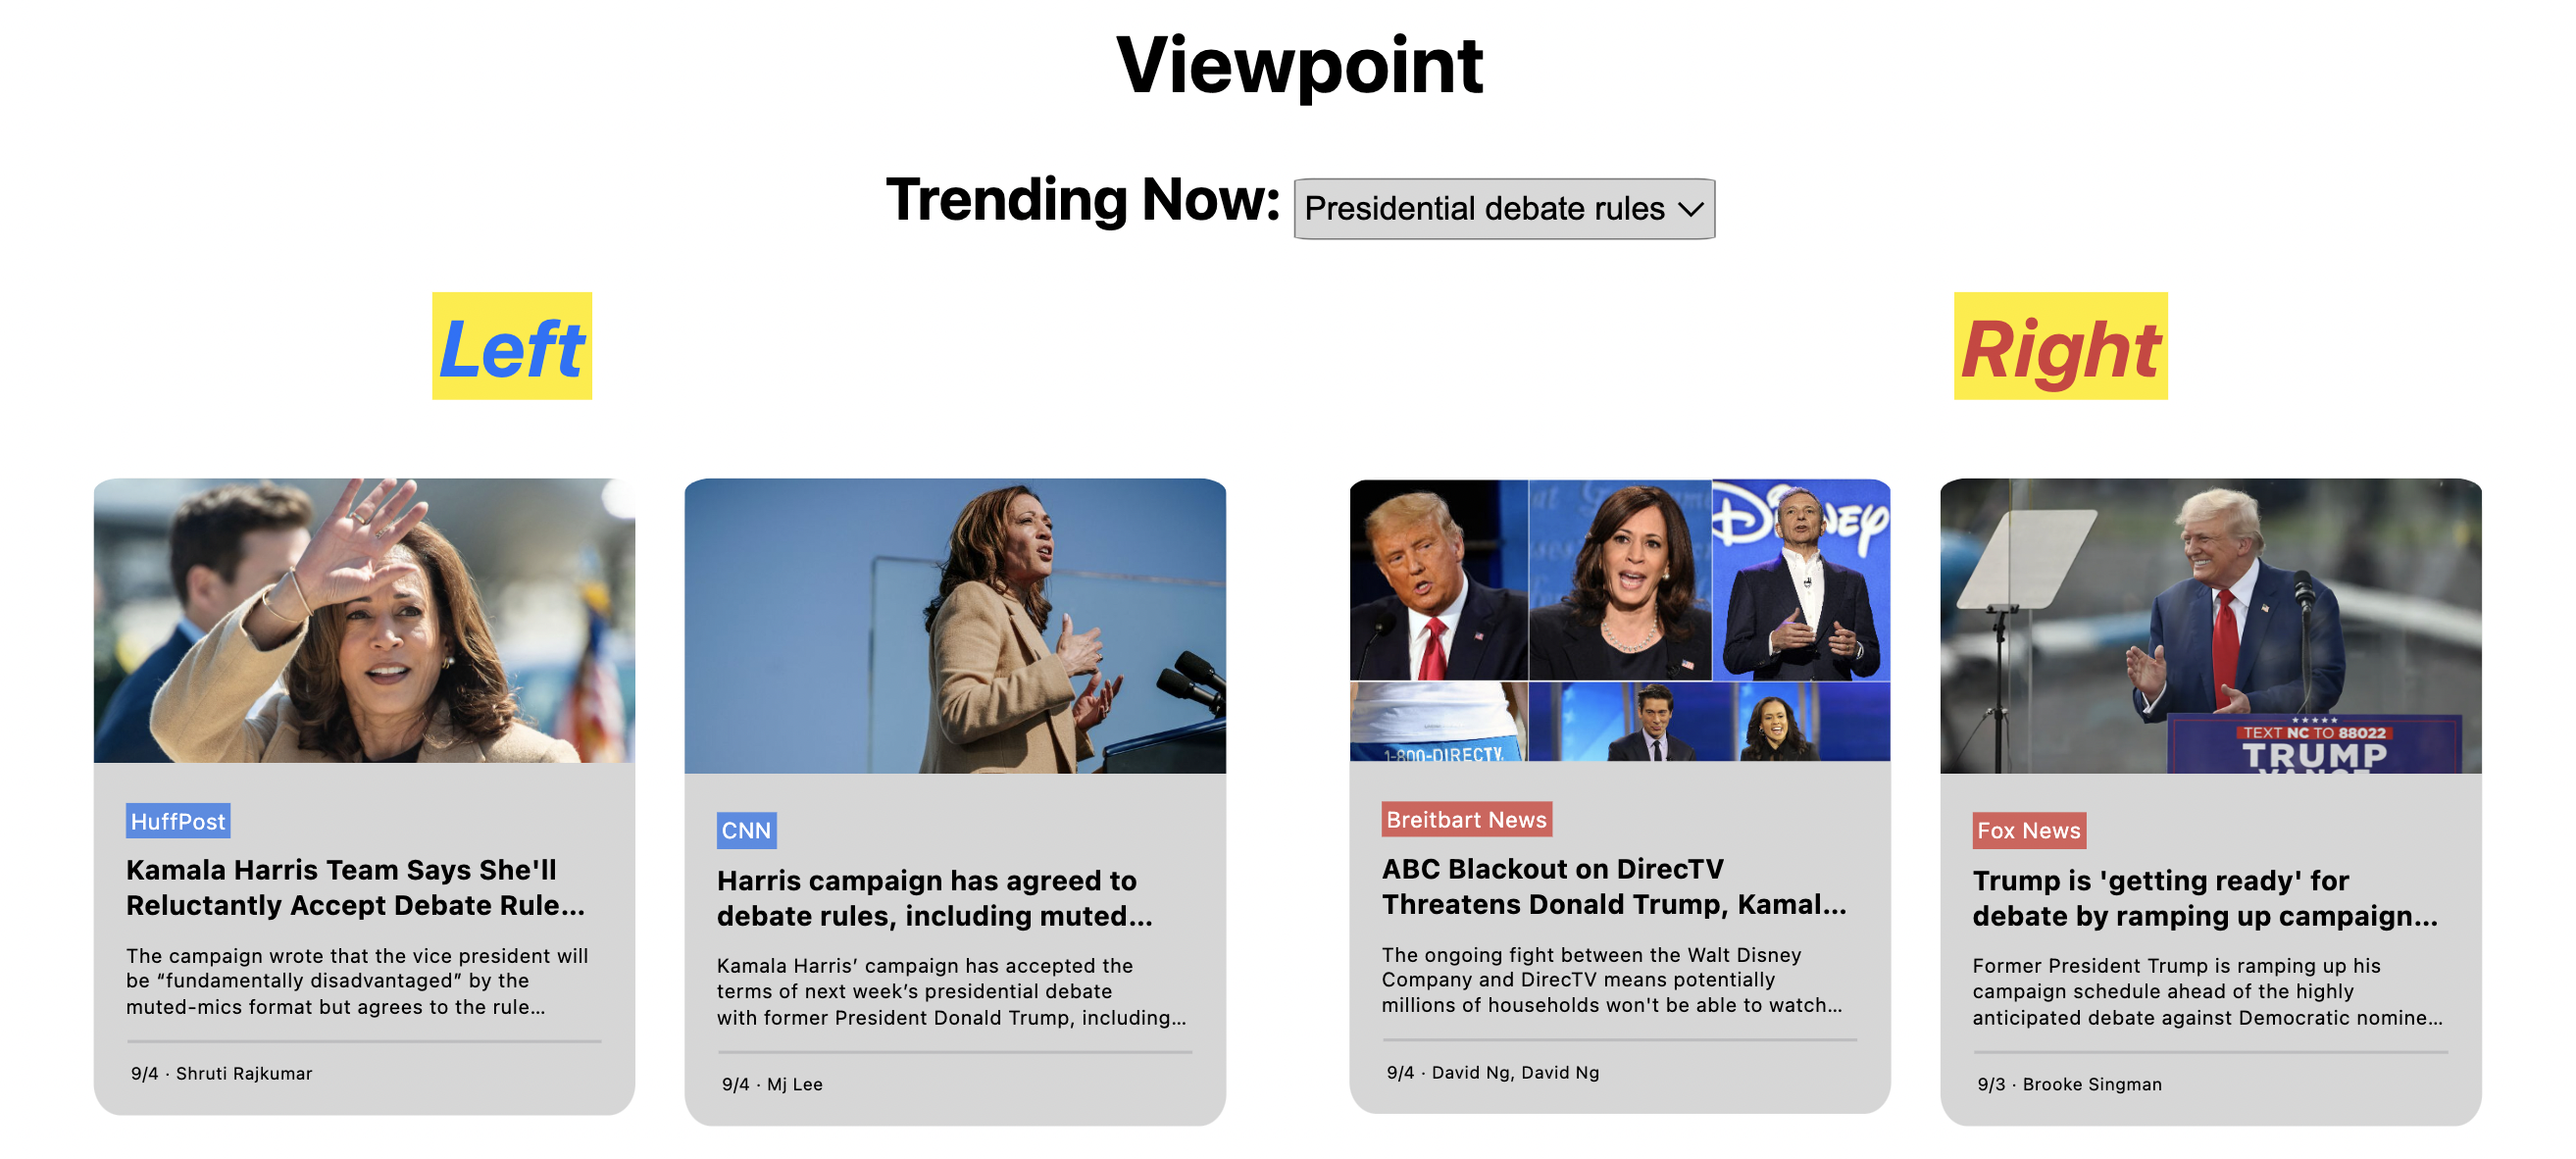 Viewpoint
Trending Now: Presidential debate rules
Left
Right
HuffPost
Kamala Harris Team Says She'll
Reluctantly Accept Debate Rule...
The campaign wrote that the vice president will
be “fundamentally disadvantaged” by the
muted-mics format but agrees to the rule...
9/4 · Shruti Rajkumar
CNN
Harris campaign has agreed to
debate rules, including muted...
Kamala Harris’ campaign has accepted the
terms of next week’s presidential debate
with former President Donald Trump, including...
9/4 · Mj Lee
DISNEY
1-800-DIRECTV
Breitbart News
ABC Blackout on DirecTV
Threatens Donald Trump, Kamal...
The ongoing fight between the Walt Disney
Company and DirecTV means potentially
millions of households won't be able to watch...
9/4 · David Ng, David Ng
TEXT NC TO 88022
TRUMP
VANCE
Fox News
Trump is 'getting ready' for
debate by ramping up campaign...
Former President Trump is ramping up his
campaign schedule ahead of the highly
anticipated debate against Democratic nomine...
9/3 · Brooke Singman